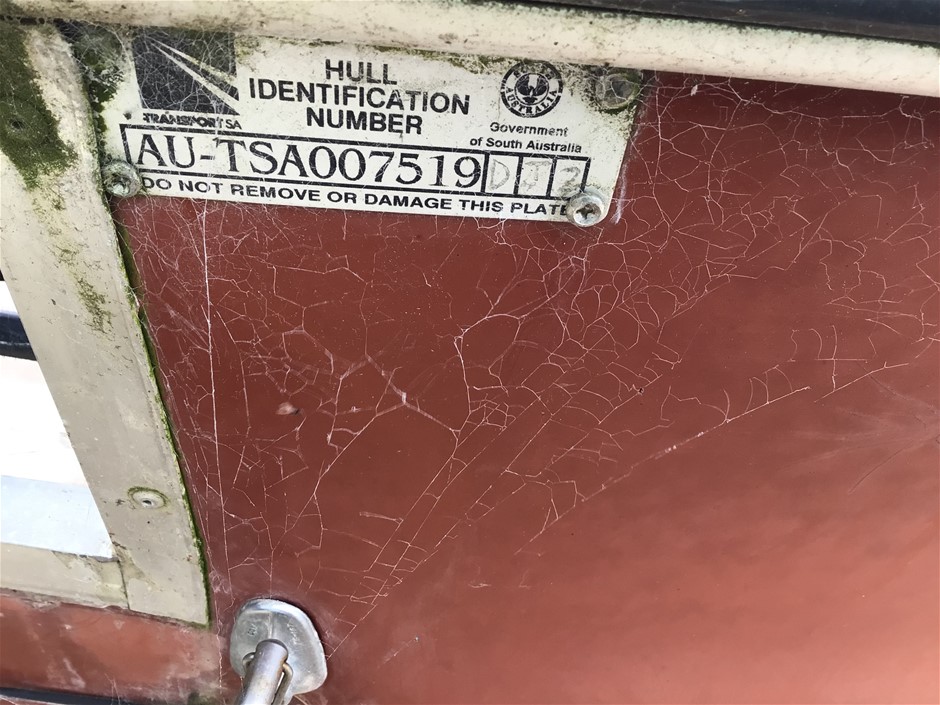 HULL
IDENTIFICATION
NUMBER
TRANSPORT SA
AUSTRALIA
Government
of South Australia
AU-TSA007519
DO NOT REMOVE OR DAMAGE THIS PLATE